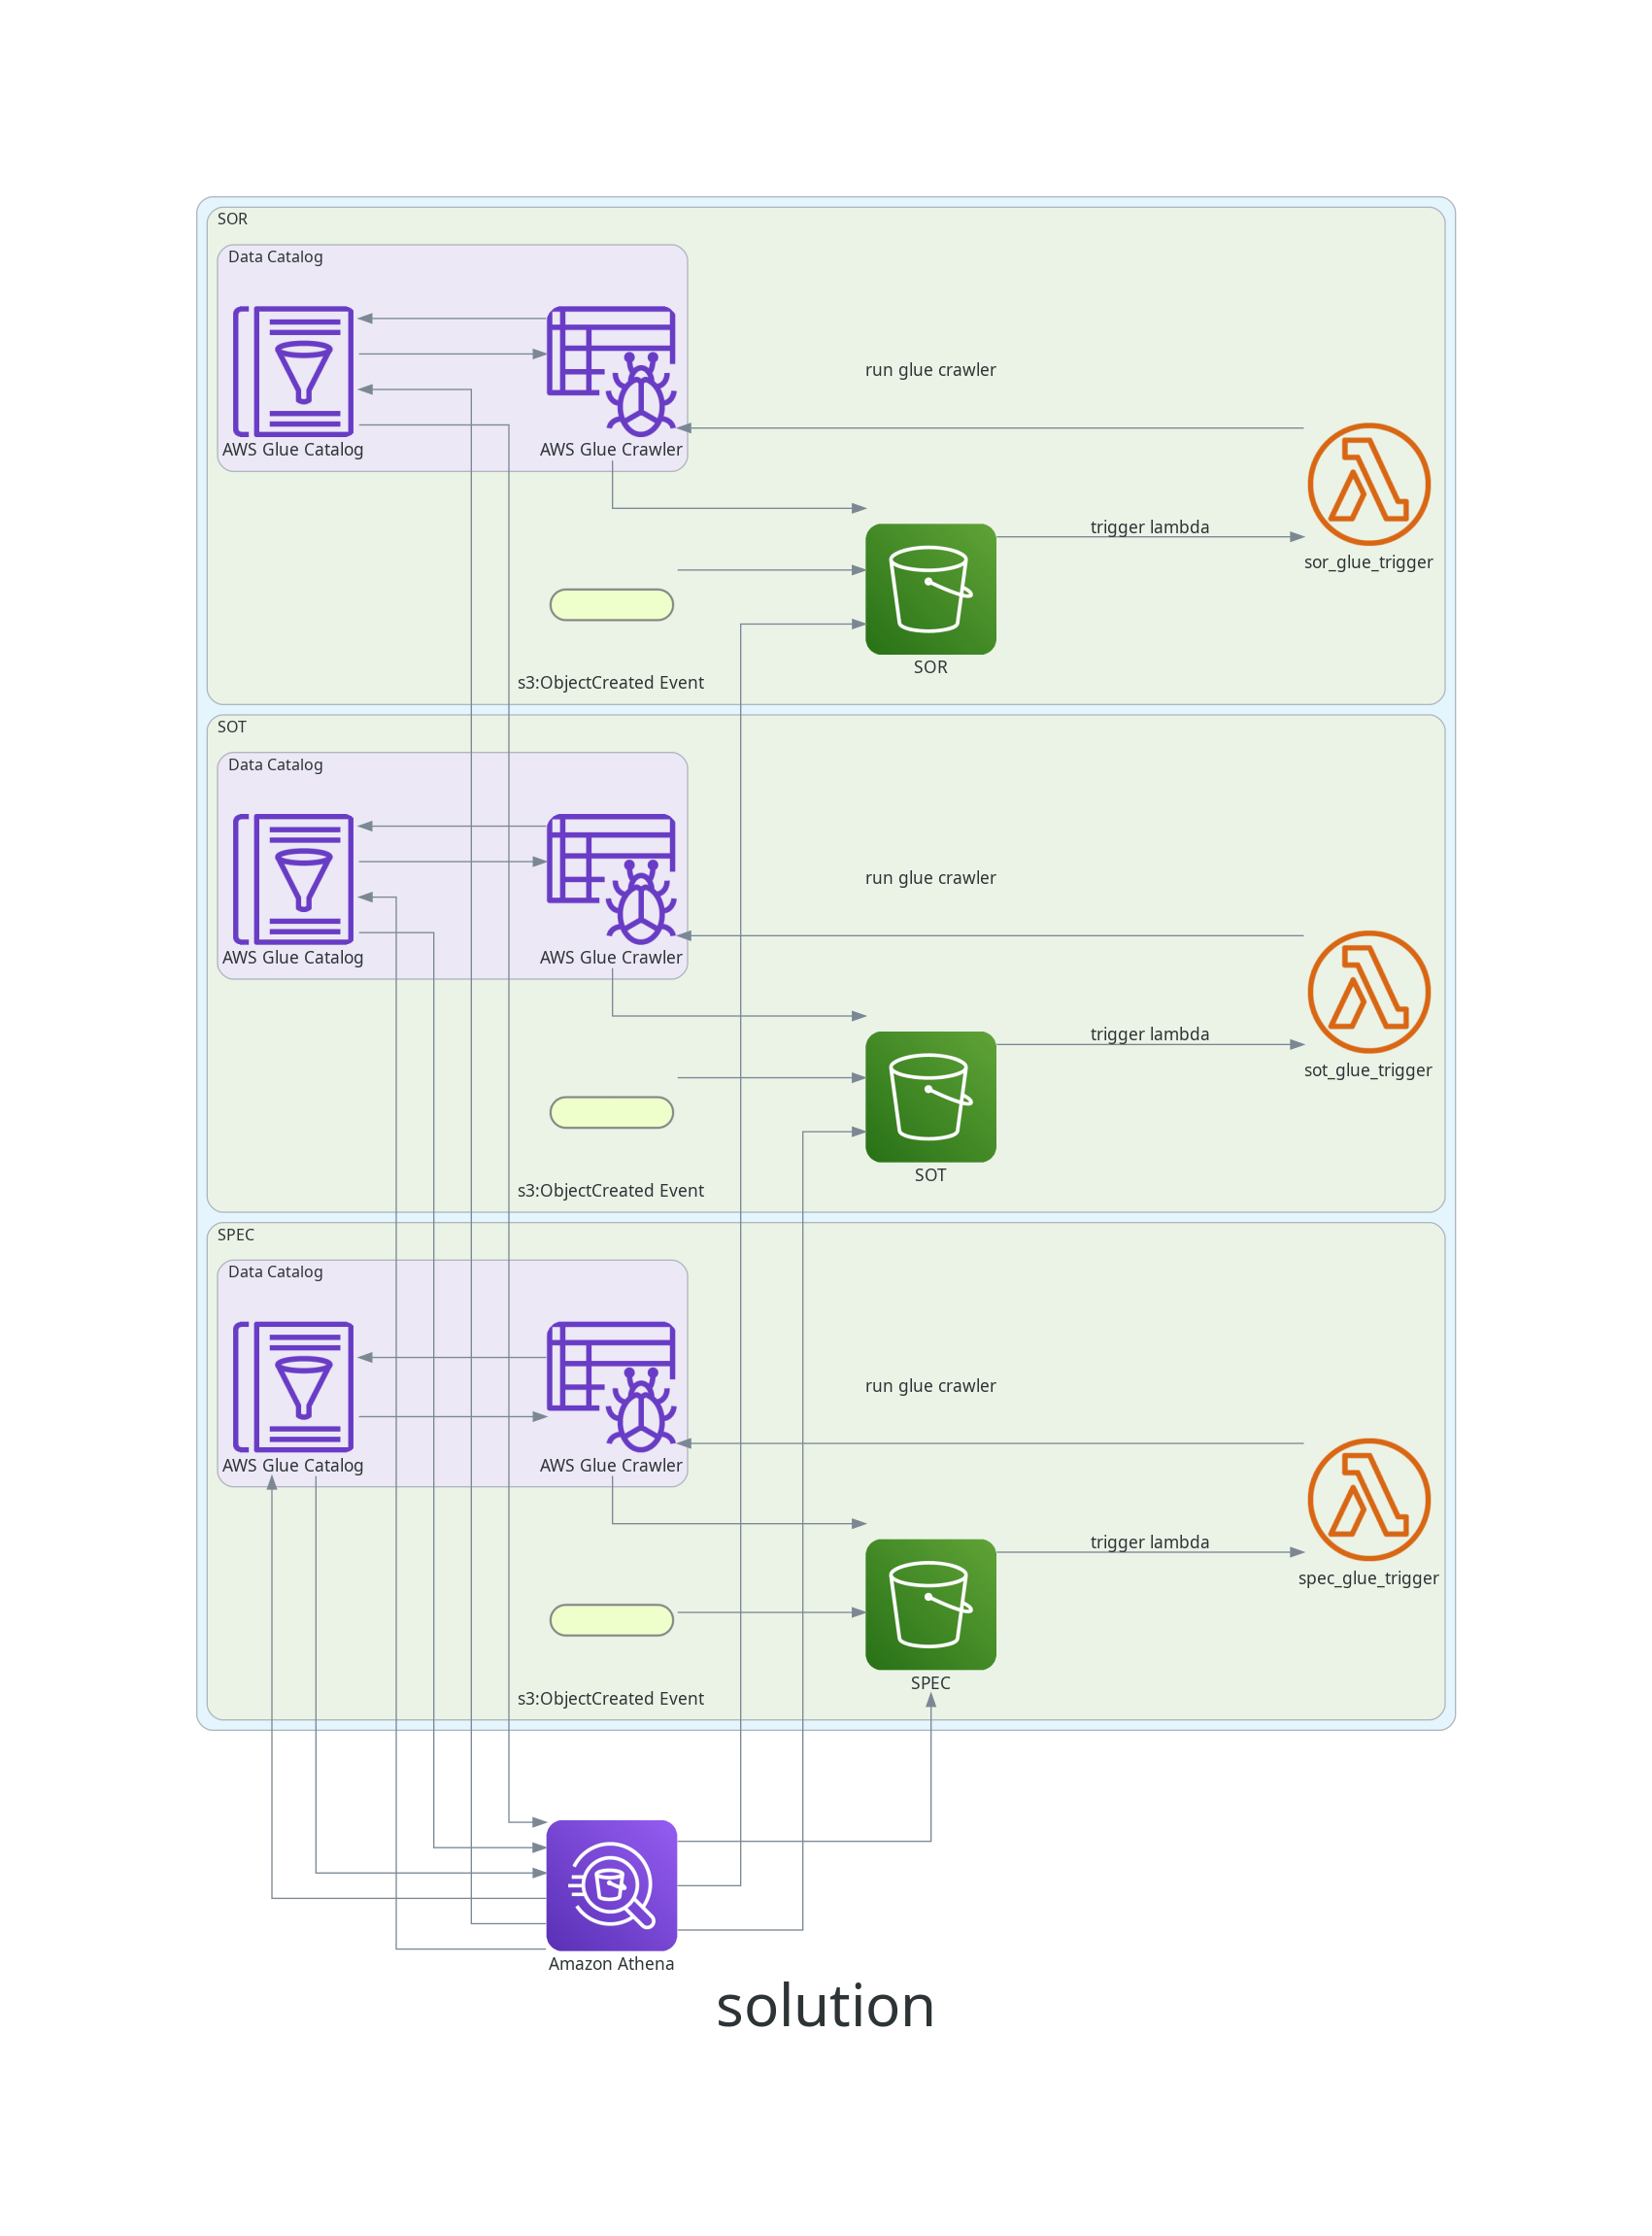 SOR
Data Catalog
run glue crawler
AWS Glue Catalog
AWS Glue Crawler
trigger lambda
sor_glue_trigger
SOR
s3:ObjectCreated Event
SOT
Data Catalog
run glue crawler
AWS Glue Catalog
AWS Glue Crawler
trigger lambda
sot_glue_trigger
SOT
s3:ObjectCreated Event
SPEC
Data Catalog
run glue crawler
AWS Glue Catalog
AWS Glue Crawler
trigger lambda
spec_glue_trigger
SPEC
s3:ObjectCreated Event
Amazon Athena
solution